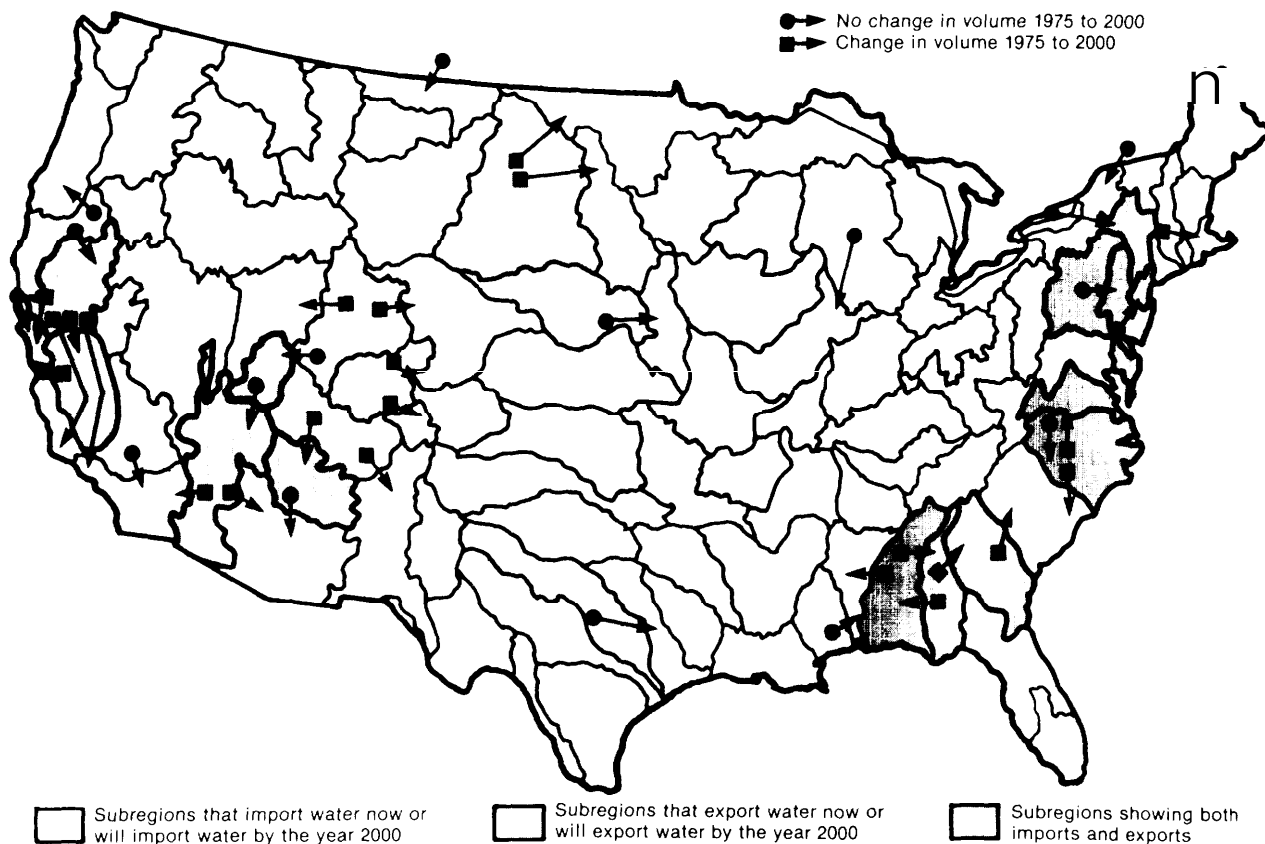 No change in volume 1975 to 2000
Change in volume 1975 to 2000
n
Subregions that import water now or
will import water by the year 2000
Subregions that export water now or
will export water by the year 2000
Subregions showing both
imports and exports